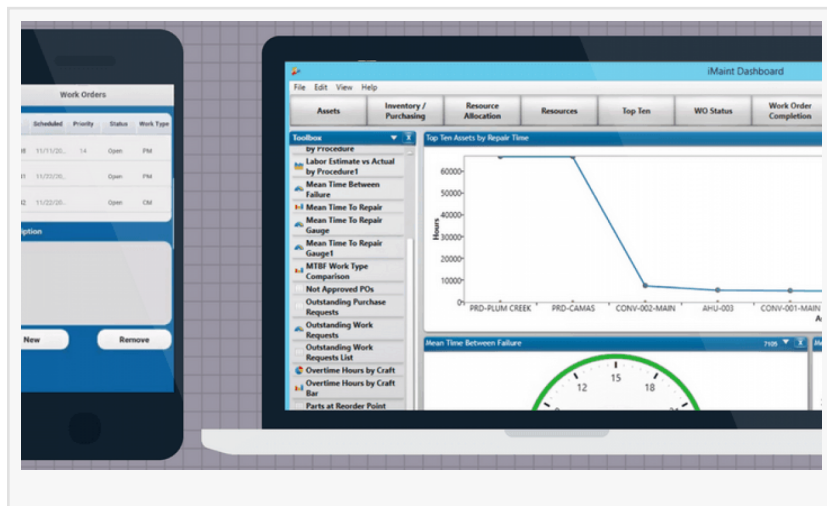 Work Orders
Scheduled Priority Status Work Type
11/11/20... 14 Open PM
11/23/20... Open PM
11/22/20... Open CM
ription
New Remove
iMaint Dashboard
File Edit View Help
Assets
Inventory / Purchasing
Resource Allocation
Resources
Top Ten
WO Status
Work Order Completion
Toolbox
by Procedure
Labor Estimate vs Actual
by Procedure1
Mean Time Between
Failure
Mean Time To Repair
Mean Time To Repair
Gauge
Mean Time To Repair
Gauge1
MTBF Work Type
Comparison
Not Approved POs
Outstanding Purchase
Requests
Outstanding Work
Requests
Outstanding Work
Requests List
Overtime Hours by Craft
Overtime Hours by Craft
Bar
Parts at Reorder Point
Top Ten Assets by Repair Time
60000
50000
40000
30000
20000
10000
0
Hours
PRD-PLUM CREEK PRD-CAMAS CONV-002-MAIN AHU-003 CONV-001-MAIN
A
Mean Time Between Failure 7105
12 15 18